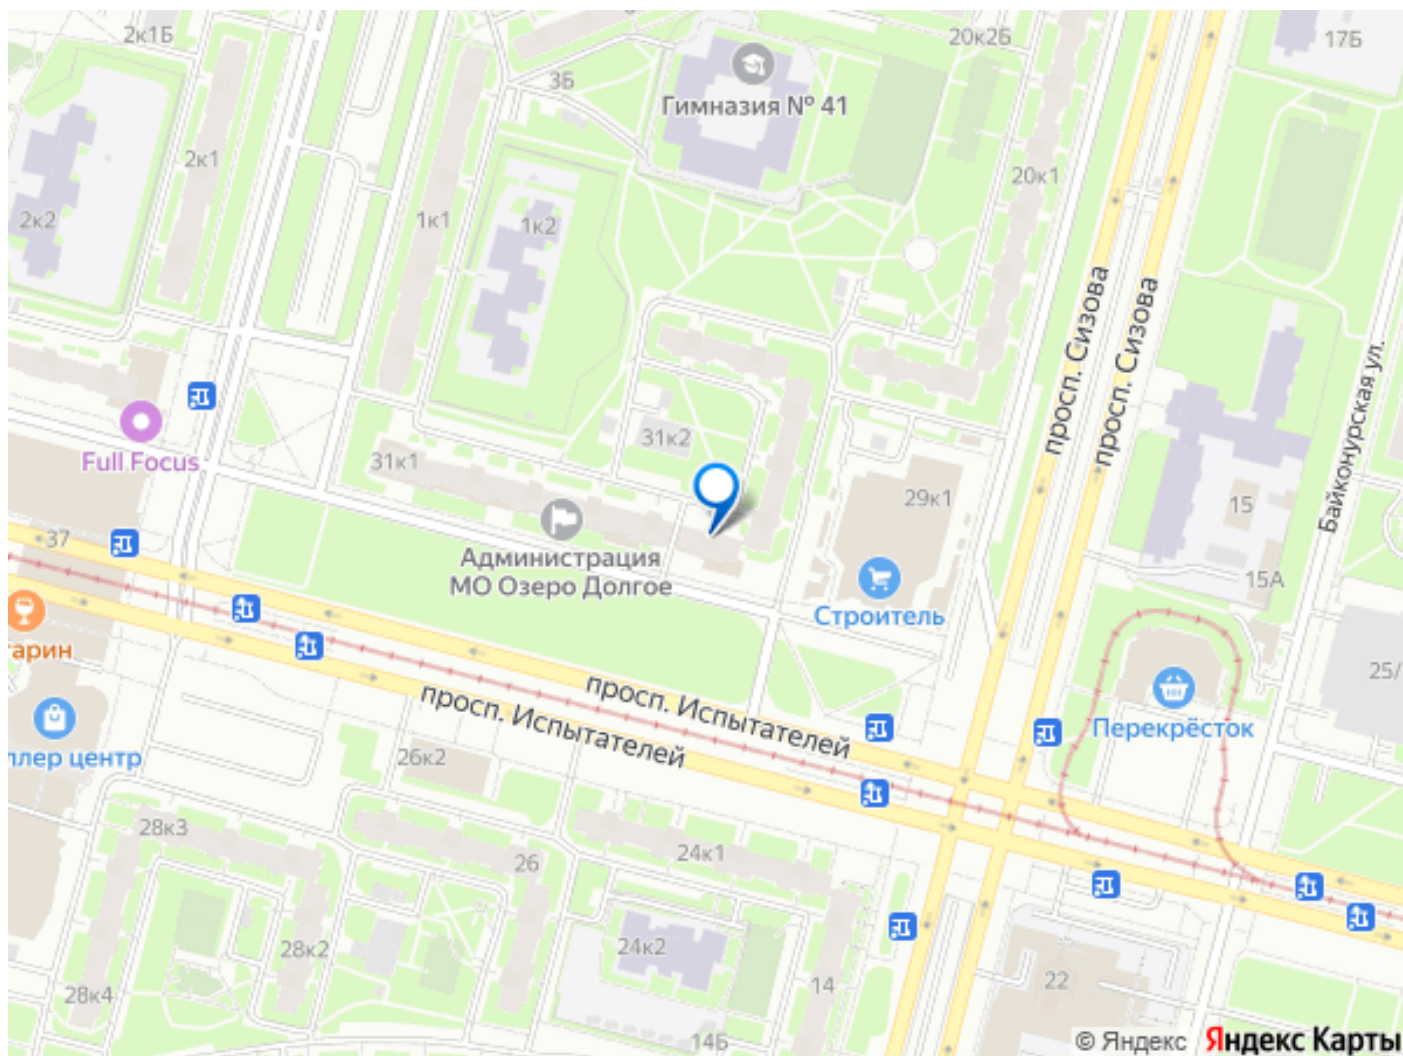 2к1Б
20к2Б
17Б
3Б
Гимназия № 41
2к1
20к1
2к2
1к1
1к2
просп. Сизова
просп. Сизова
Байконурская ул.
31к2
Full Focus
31к1
29к1
15
37
Администрация
МО Озеро Долгое
15А
Строитель
гарин
25/
просп. Испытателей
просп. Испытателей
Перекрёсток
ллер центр
26к2
28к3
24к1
26
28к2
24к2
22
28к4
14
14Б
© Яндекс Яндекс Карты